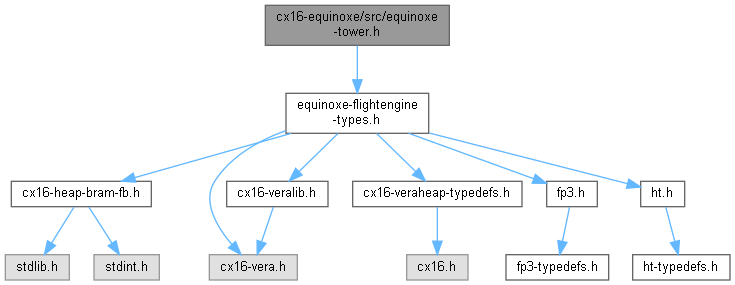 cx16-equinoxe/src/equinoxe
-tower.h
equinoxe-flightengine
-types.h
cx16-heap-bram-fb.h
cx16-veralib.h
cx16-veraheap-typedefs.h
fp3.h
ht.h
stdlib.h
stdint.h
cx16-vera.h
cx16.h
fp3-typedefs.h
ht-typedefs.h